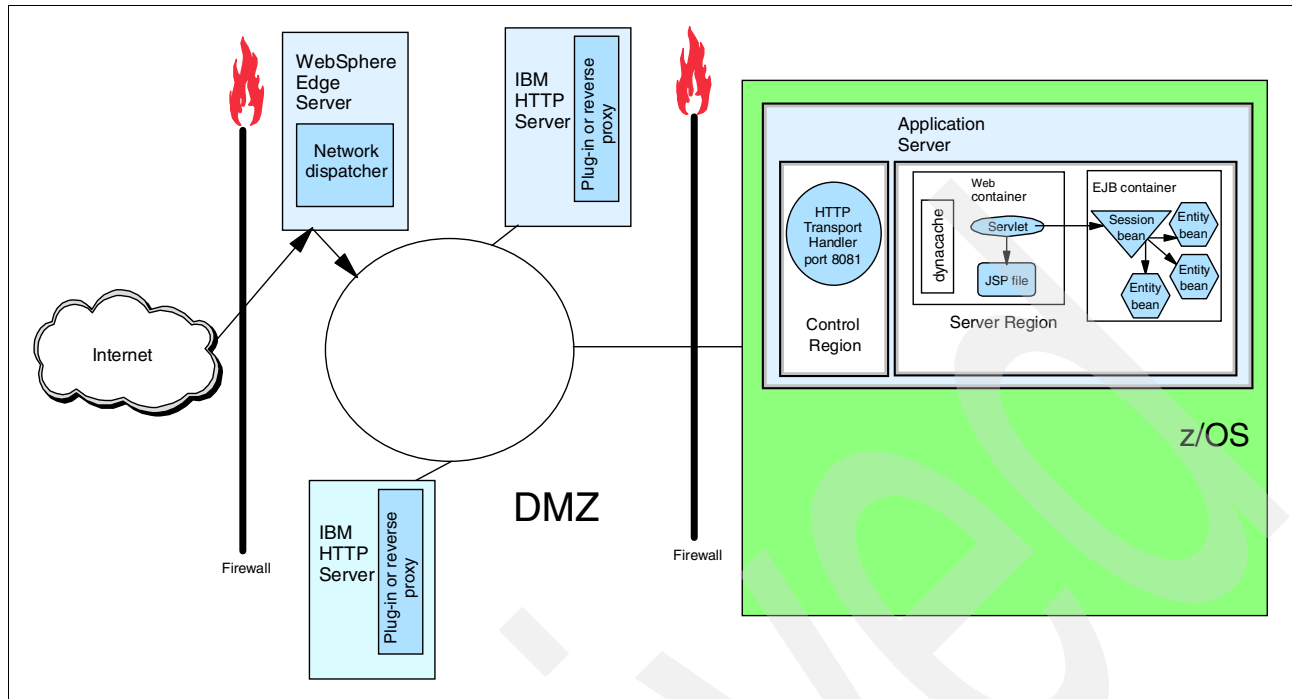 WebSphere
Edge
Server
Network
dispatcher
IBM
HTTP
Server
Plug-in or reverse
proxy
Internet
Firewall
IBM
HTTP
Server
Plug-in or reverse
proxy
DMZ
Firewall
Application
Server
HTTP
Transport
Handler
port 8081
Control
Region
Web
container
dynacache
Servlet
JSP file
Server Region
EJB container
Session
bean
Entity
bean
Entity
bean
Entity
bean
z/OS